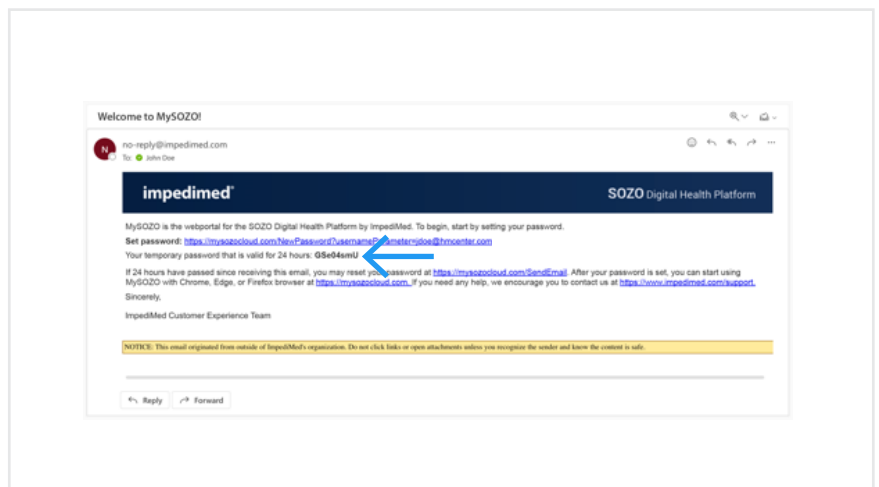 Welcome to MySOZO!
N
no-reply@impedimed.com
To: John Doe
impedimed®
SOZO Digital Health Platform
MySOZO is the webportal for the SOZO Digital Health Platform by ImpediMed. To begin, start by setting your password.
Set password: https://mysozocloud.com/NewPassword?usernameParameter=jdoe@hmcenter.com
Your temporary password that is valid for 24 hours: GSe04smU
If 24 hours have passed since receiving this email, you may reset your password at https://mysozocloud.com/SendEmail. After your password is set, you can start using
MySOZO with Chrome, Edge, or Firefox browser at https://mysozocloud.com. If you need any help, we encourage you to contact us at https://www.impedimed.com/support.
Sincerely,
ImpediMed Customer Experience Team
NOTICE: This email originated from outside of ImpediMed's organization. Do not click links or open attachments unless you recognize the sender and know the content is safe.
Reply
Forward